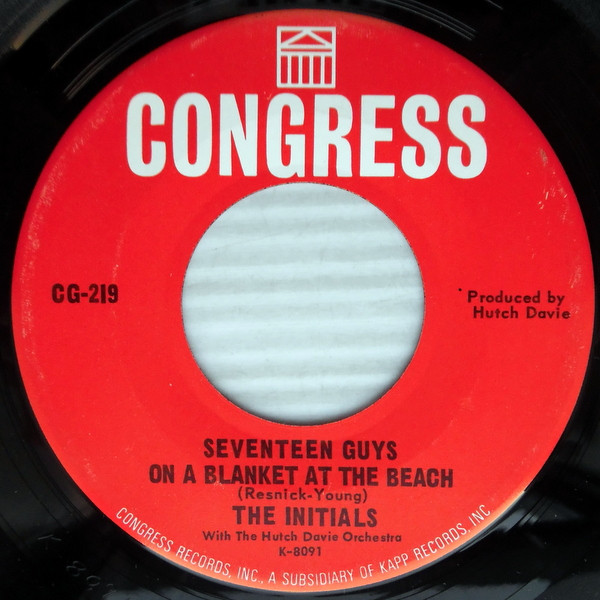 CONGRESS
CG-219
Produced by
Hutch Davie
SEVENTEEN GUYS
ON A BLANKET AT THE BEACH
(Resnick-Young)
THE INITIALS
With The Hutch Davie Orchestra
K-8091
CONGRESS RECORDS, INC., A SUBSIDIARY OF KAPP RECORDS, INC